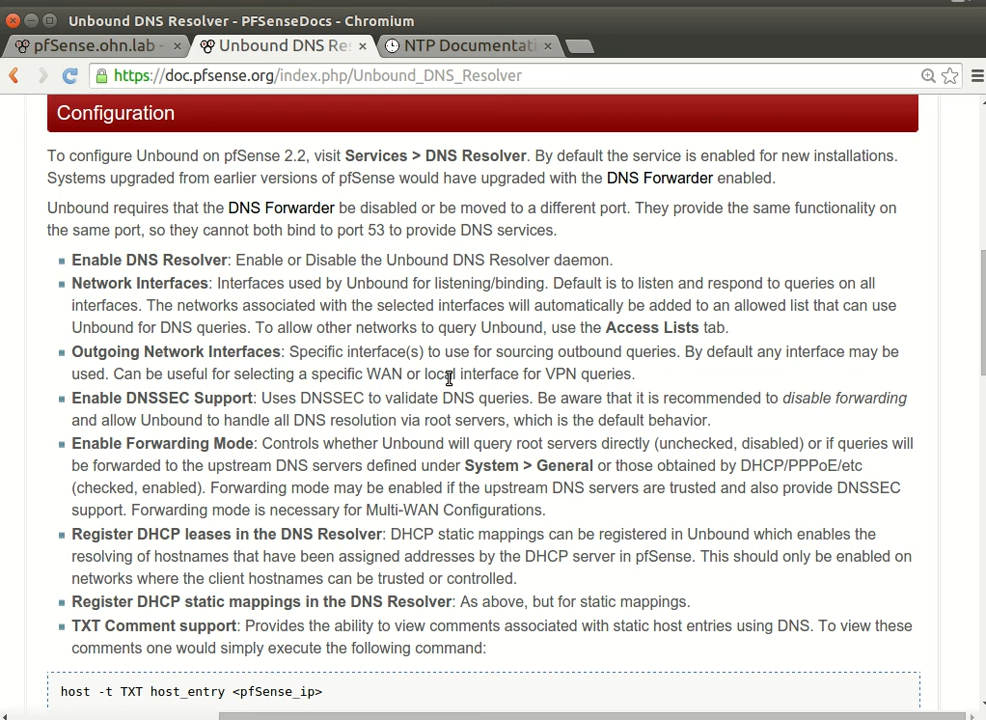 Unbound DNS Resolver - PFSenseDocs - Chromium
pfSense.ohn.lab -
Unbound DNS Res
NTP Documentati
https://doc.pfsense.org/index.php/Unbound_DNS_Resolver
Configuration
To configure Unbound on pfSense 2.2, visit Services > DNS Resolver. By default the service is enabled for new installations.
Systems upgraded from earlier versions of pfSense would have upgraded with the DNS Forwarder enabled.
Unbound requires that the DNS Forwarder be disabled or be moved to a different port. They provide the same functionality on
the same port, so they cannot both bind to port 53 to provide DNS services.
Enable DNS Resolver: Enable or Disable the Unbound DNS Resolver daemon.
Network Interfaces: Interfaces used by Unbound for listening/binding. Default is to listen and respond to queries on all
interfaces. The networks associated with the selected interfaces will automatically be added to an allowed list that can use
Unbound for DNS queries. To allow other networks to query Unbound, use the Access Lists tab.
Outgoing Network Interfaces: Specific interface(s) to use for sourcing outbound queries. By default any interface may be
used. Can be useful for selecting a specific WAN or local interface for VPN queries.
Enable DNSSEC Support: Uses DNSSEC to validate DNS queries. Be aware that it is recommended to disable forwarding
and allow Unbound to handle all DNS resolution via root servers, which is the default behavior.
Enable Forwarding Mode: Controls whether Unbound will query root servers directly (unchecked, disabled) or if queries will
be forwarded to the upstream DNS servers defined under System > General or those obtained by DHCP/PPPoE/etc
(checked, enabled). Forwarding mode may be enabled if the upstream DNS servers are trusted and also provide DNSSEC
support. Forwarding mode is necessary for Multi-WAN Configurations.
Register DHCP leases in the DNS Resolver: DHCP static mappings can be registered in Unbound which enables the
resolving of hostnames that have been assigned addresses by the DHCP server in pfSense. This should only be enabled on
networks where the client hostnames can be trusted or controlled.
Register DHCP static mappings in the DNS Resolver: As above, but for static mappings.
TXT Comment support: Provides the ability to view comments associated with static host entries using DNS. To view these
comments one would simply execute the following command:
host -t TXT host_entry <pfSense_ip>